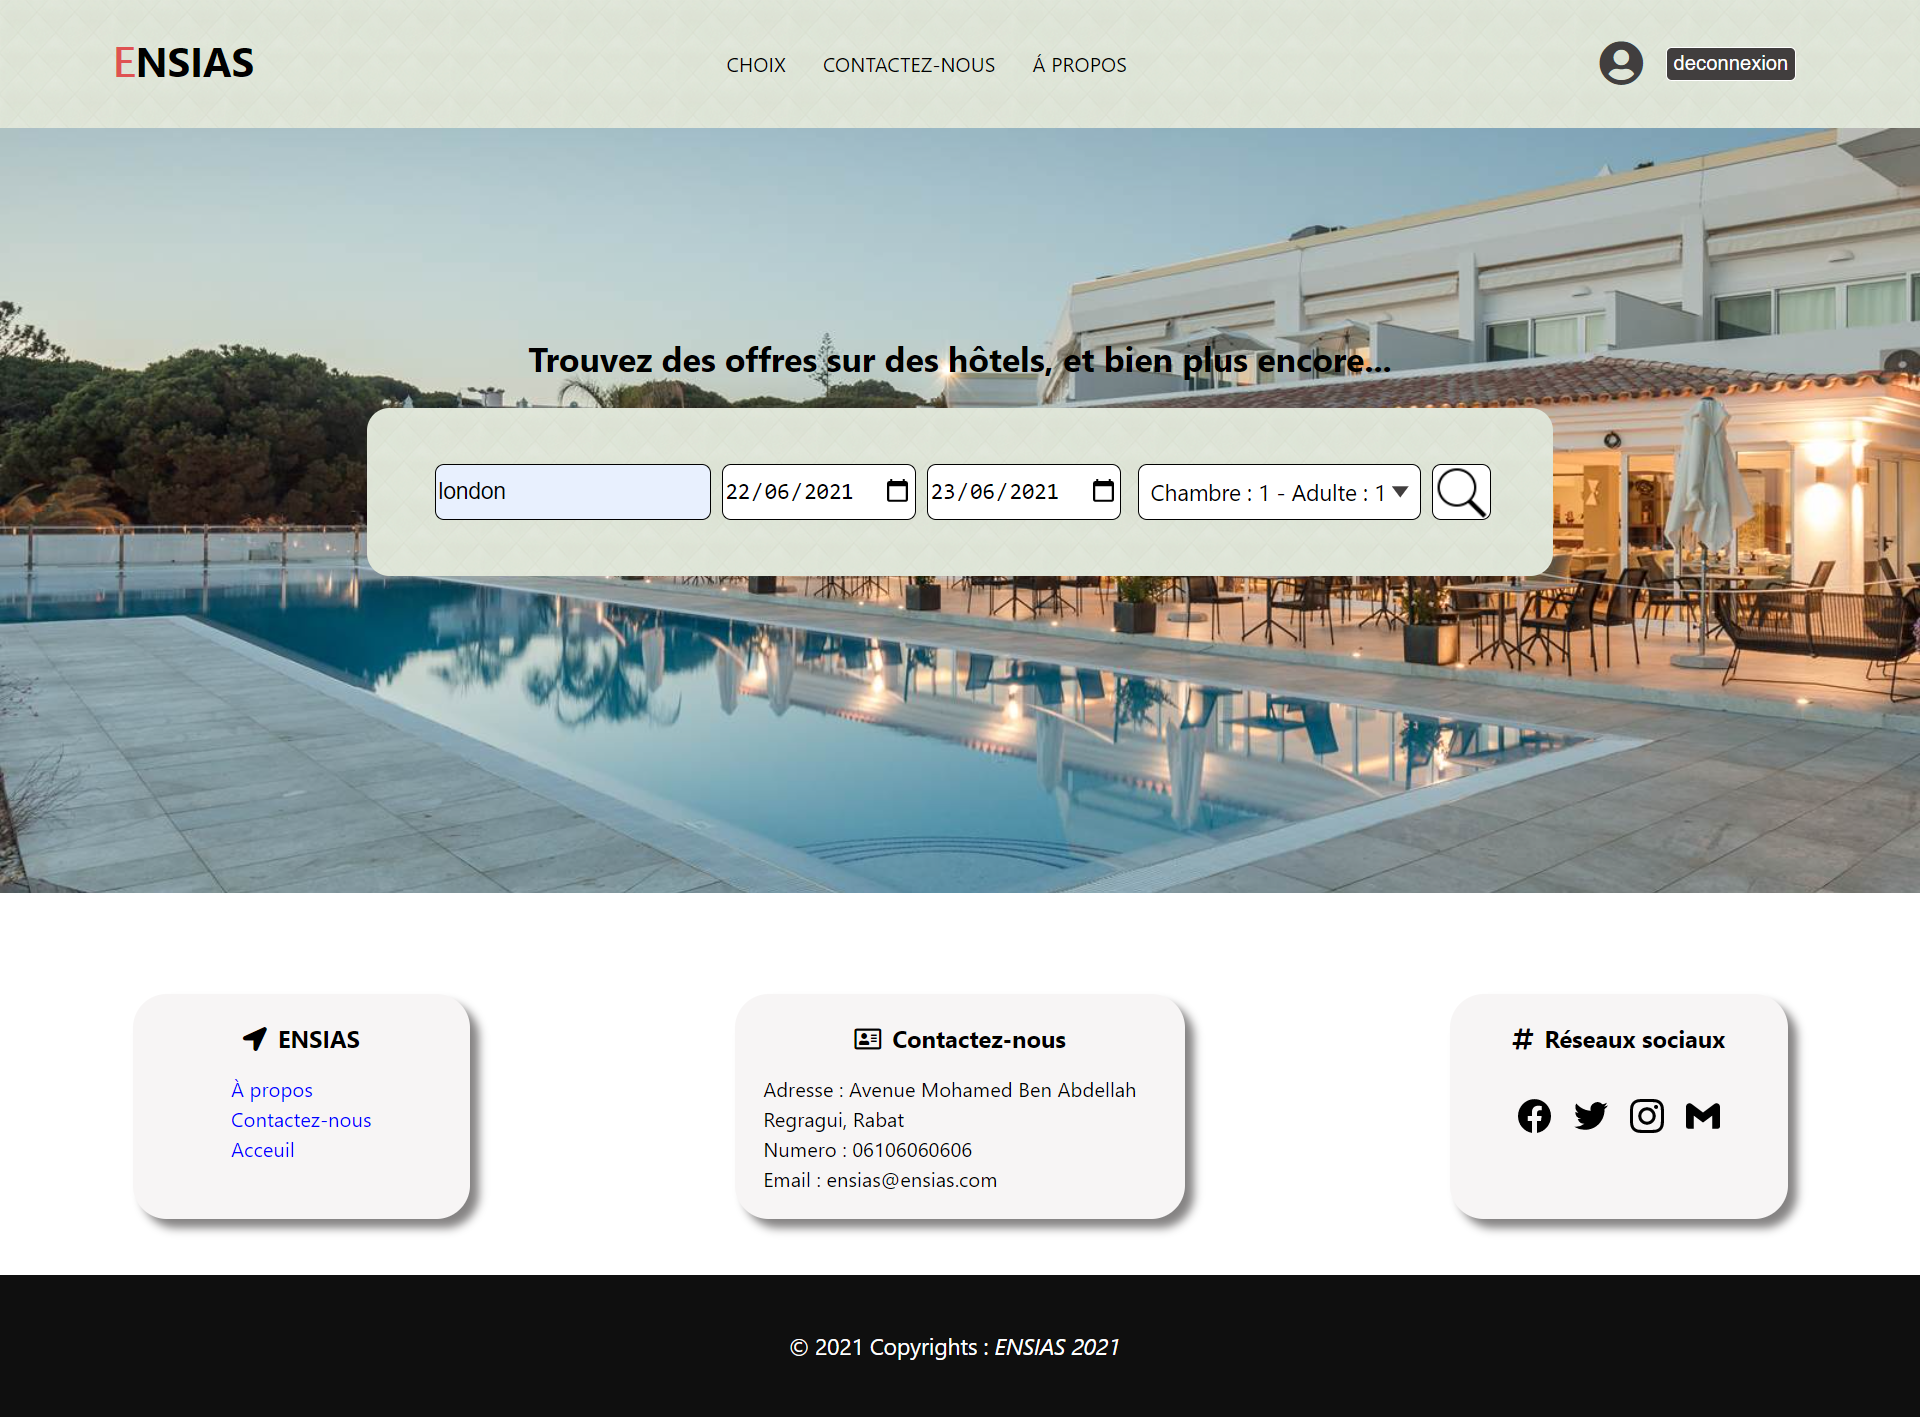 ENSIAS
CHOIX
CONTACTEZ-NOUS
Á PROPOS
deconnexion
Trouvez des offres sur des hôtels, et bien plus encore...
london
22/06/2021
23/06/2021
Chambre : 1 - Adulte : 1
ENSIAS
À propos
Contactez-nous
Acceuil
Contactez-nous
Adresse : Avenue Mohamed Ben Abdellah
Regragui, Rabat
Numero : 06106060606
Email : ensias@ensias.com
# Réseaux sociaux
© 2021 Copyrights : ENSIAS 2021